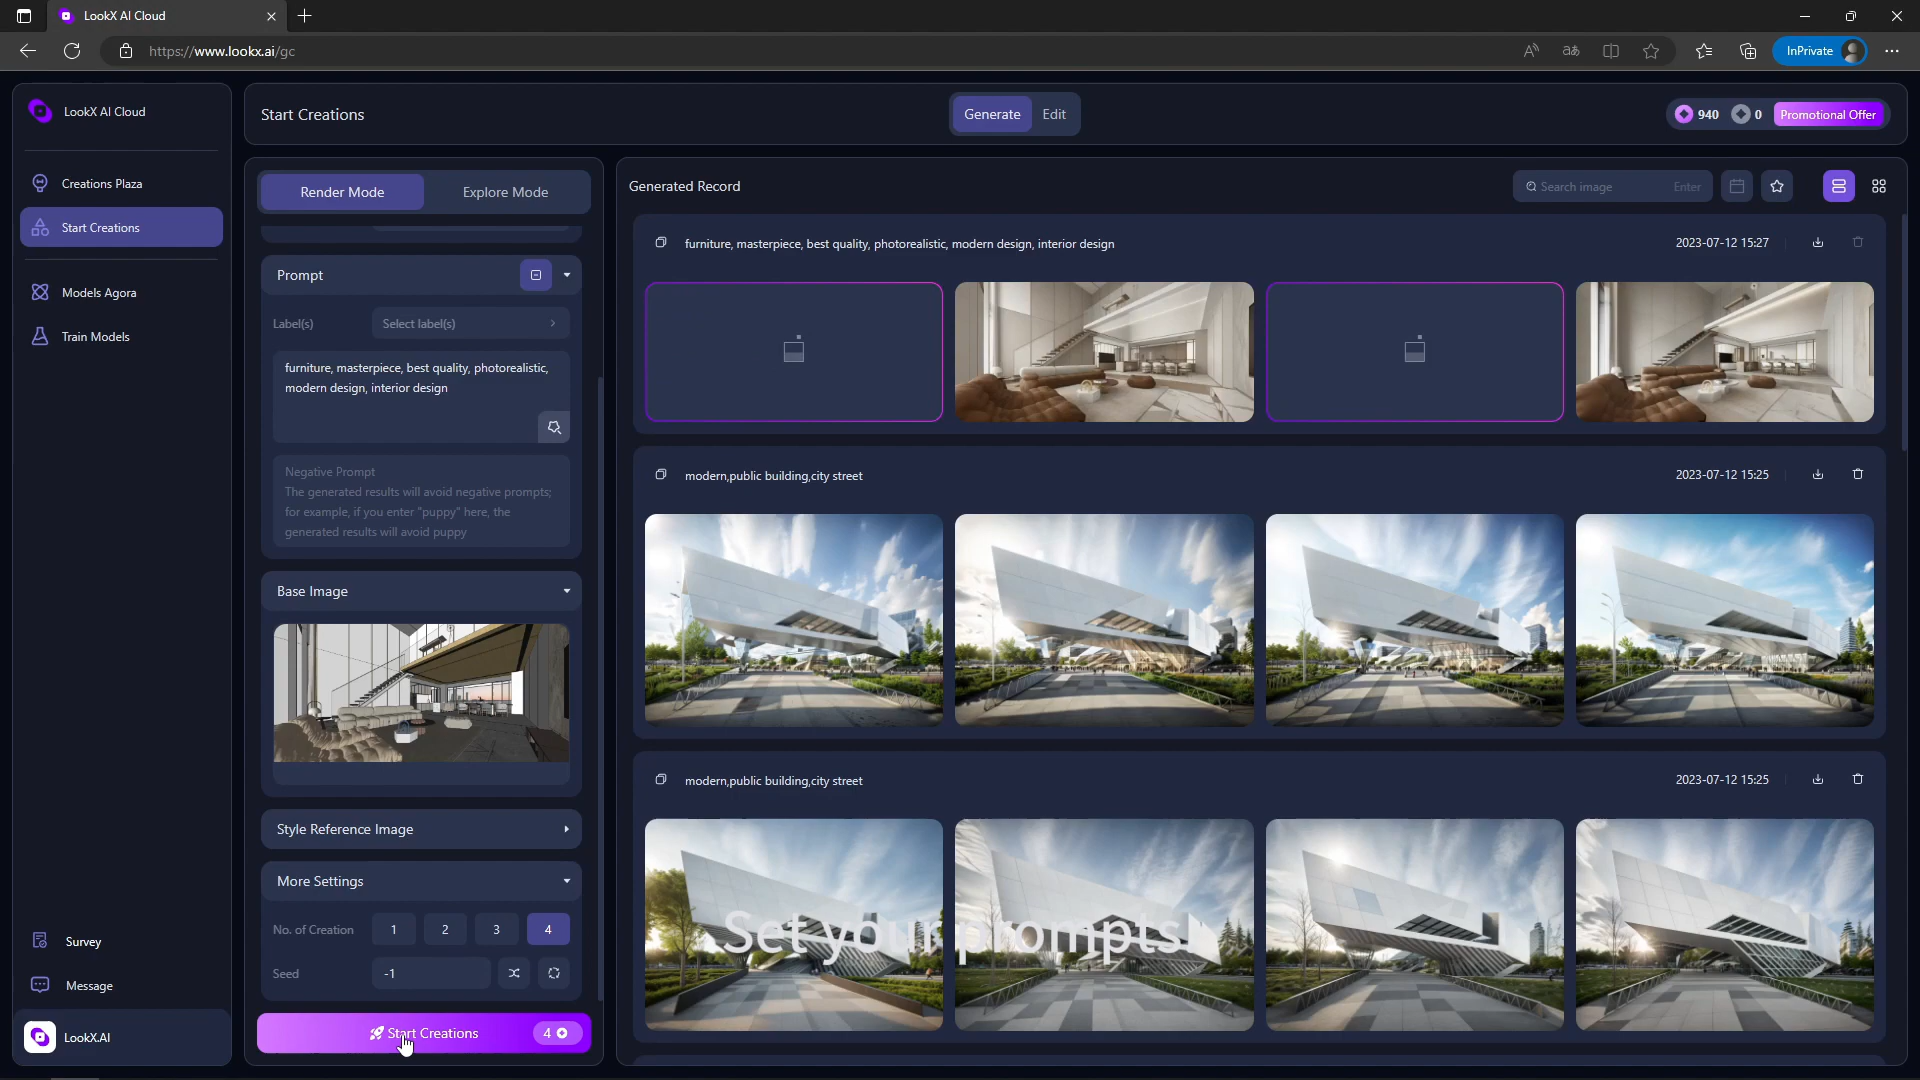 LookX AI Cloud
https://www.lookx.ai/gc
InPrivate
LookX AI Cloud
Creations Plaza
Start Creations
Models Agora
Train Models
Survey
Message
LookX.AI
Start Creations
Generate
Edit
940
0
Promotional Offer
Render Mode
Explore Mode
Prompt
Label(s)
Select label(s)
furniture, masterpiece, best quality, photorealistic,
modern design, interior design
Negative Prompt
The generated results will avoid negative prompts;
for example, if you enter "puppy" here, the
generated results will avoid puppy
Base Image
Style Reference Image
More Settings
No. of Creation
1
2
3
4
Seed
-1
Start Creations
4
Generated Record
Search image
Enter
furniture, masterpiece, best quality, photorealistic, modern design, interior design
2023-07-12 15:27
modern,public building,city street
2023-07-12 15:25
modern,public building,city street
2023-07-12 15:25
Set your prompts!